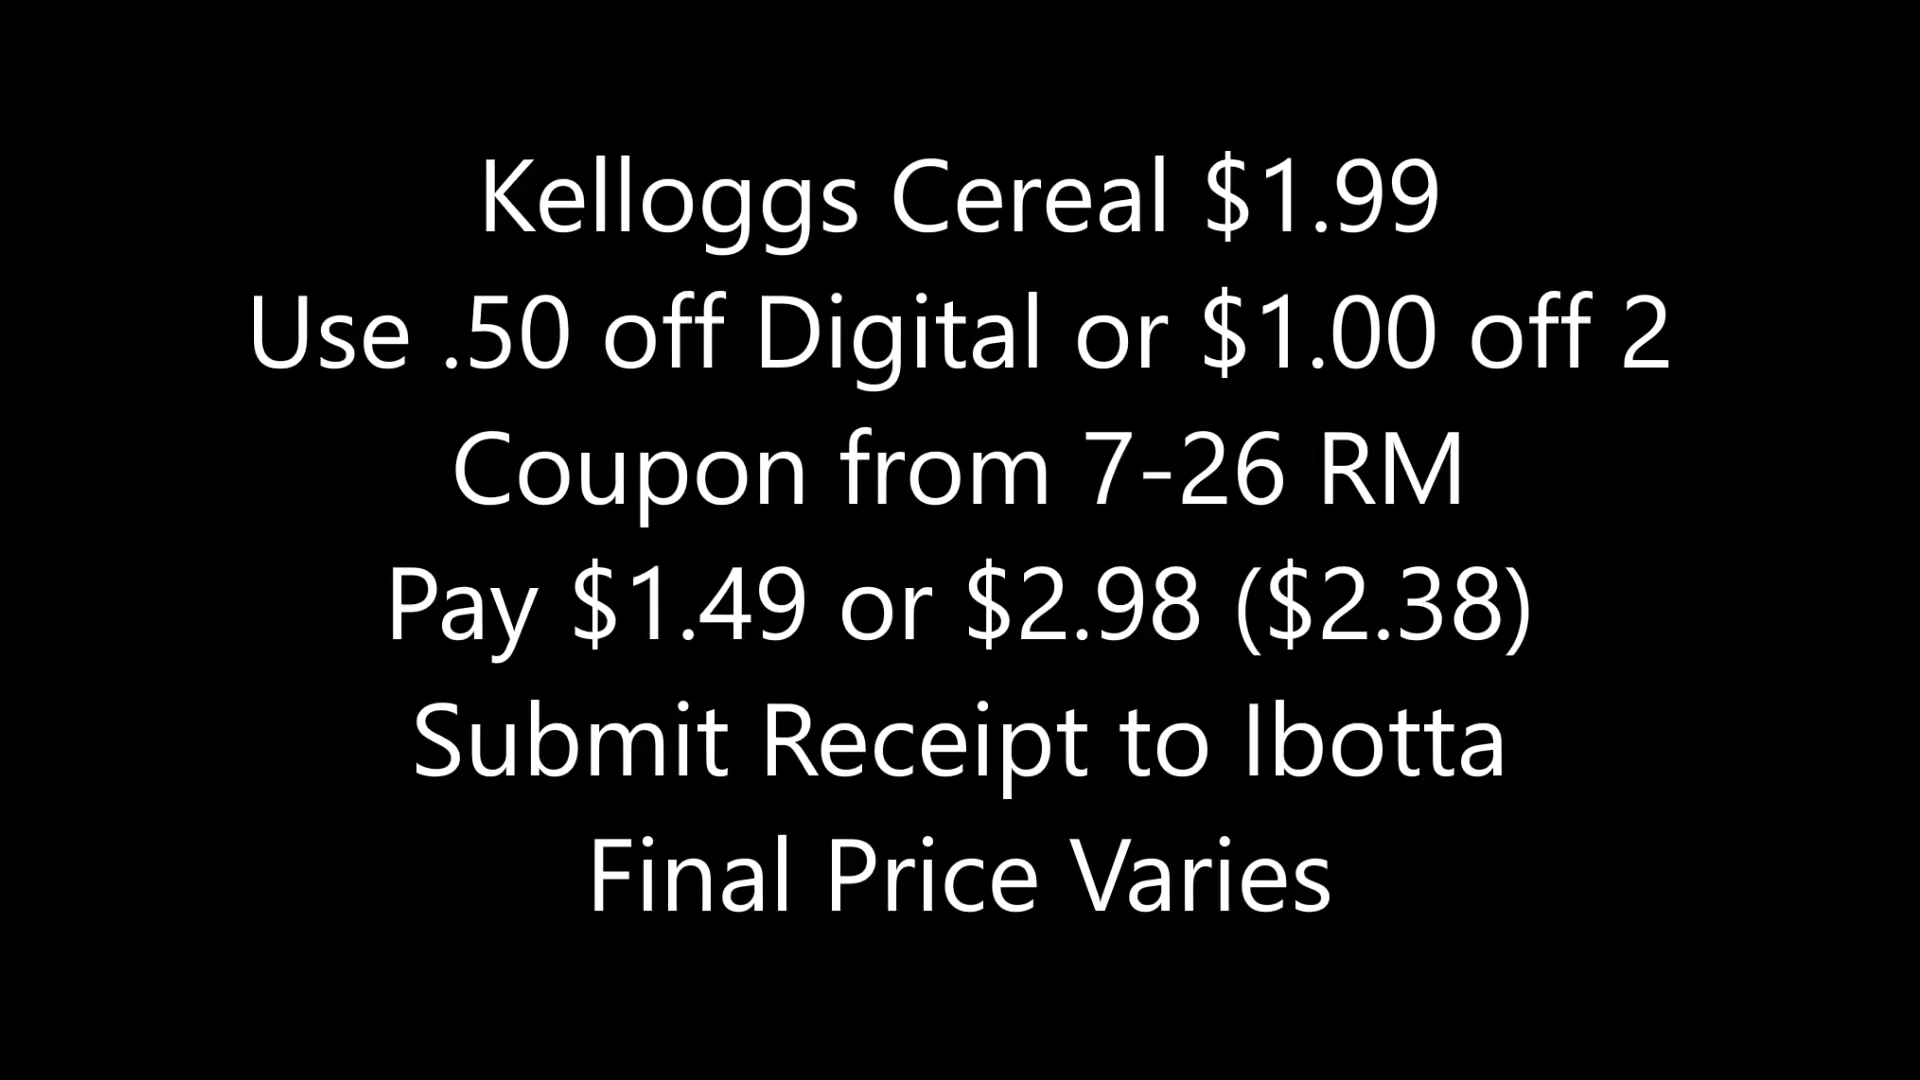 Kelloggs Cereal $1.99
Use .50 off Digital or $1.00 off 2
Coupon from 7-26 RM
Pay $1.49 or $2.98 ($2.38)
Submit Receipt to Ibotta
Final Price Varies